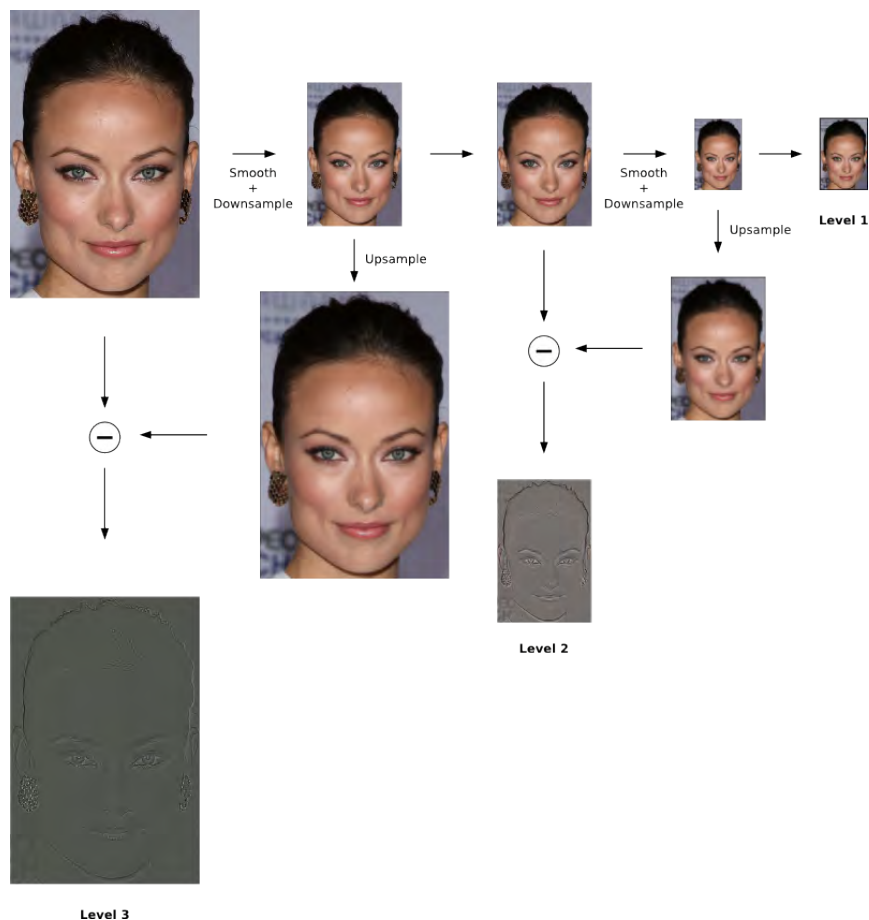 Smooth
+
Downsample
Upsample
Smooth
+
Downsample
Level 1
Upsample
Level 2
Level 3